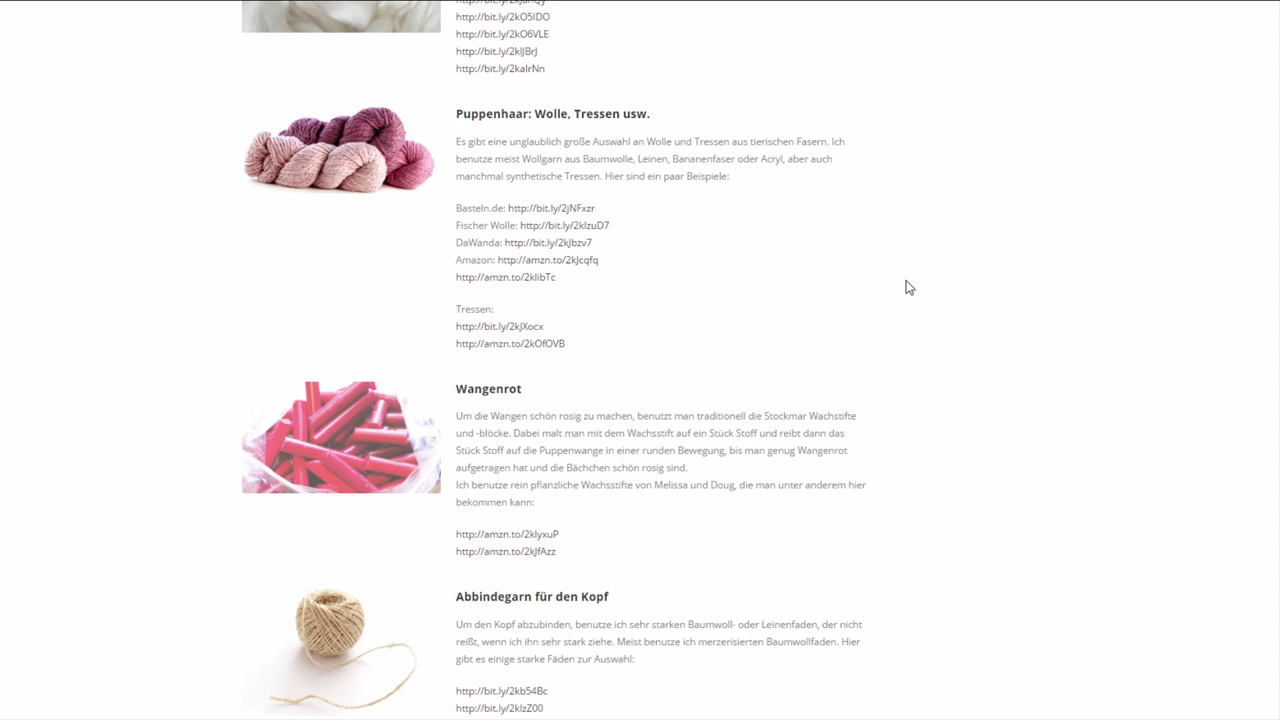 http://bit.ly/2kO5IDO
http://bit.ly/2kO6VLE
http://bit.ly/2klJBrJ
http://bit.ly/2kalrNn
Puppenhaar: Wolle, Tressen usw.
Es gibt eine unglaublich große Auswahl an Wolle und Tressen aus tierischen Fasern. Ich
benutze meist Wollgarn aus Baumwolle, Leinen, Bananenfaser oder Acryl, aber auch
manchmal synthetische Tressen. Hier sind ein paar Beispiele:
Basteln.de: http://bit.ly/2jNFxzr
Fischer Wolle: http://bit.ly/2klzuD7
DaWanda: http://bit.ly/2kJbzv7
Amazon: http://amzn.to/2kJcqfq
http://amzn.to/2klibTc
Tressen:
http://bit.ly/2kJXocx
http://amzn.to/2kOfOVB
Wangenrot
Um die Wangen schön rosig zu machen, benutzt man traditionell die Stockmar Wachstifte
und -blöcke. Dabei malt man mit dem Wachsstift auf ein Stück Stoff und reibt dann das
Stück Stoff auf die Puppenwange in einer runden Bewegung, bis man genug Wangenrot
aufgetragen hat und die Bächchen schön rosig sind.
Ich benutze rein pflanzliche Wachsstifte von Melissa und Doug, die man unter anderem hier
bekommen kann:
http://amzn.to/2klyxuP
http://amzn.to/2kJfAzz
Abbindegarn für den Kopf
Um den Kopf abzubinden, benutze ich sehr starken Baumwoll- oder Leinenfaden, der nicht
reißt, wenn ich ihn sehr stark ziehe. Meist benutze ich merzerisierten Baumwollfaden. Hier
gibt es einige starke Fäden zur Auswahl:
http://bit.ly/2kb54Bc
http://bit.ly/2klzZ00